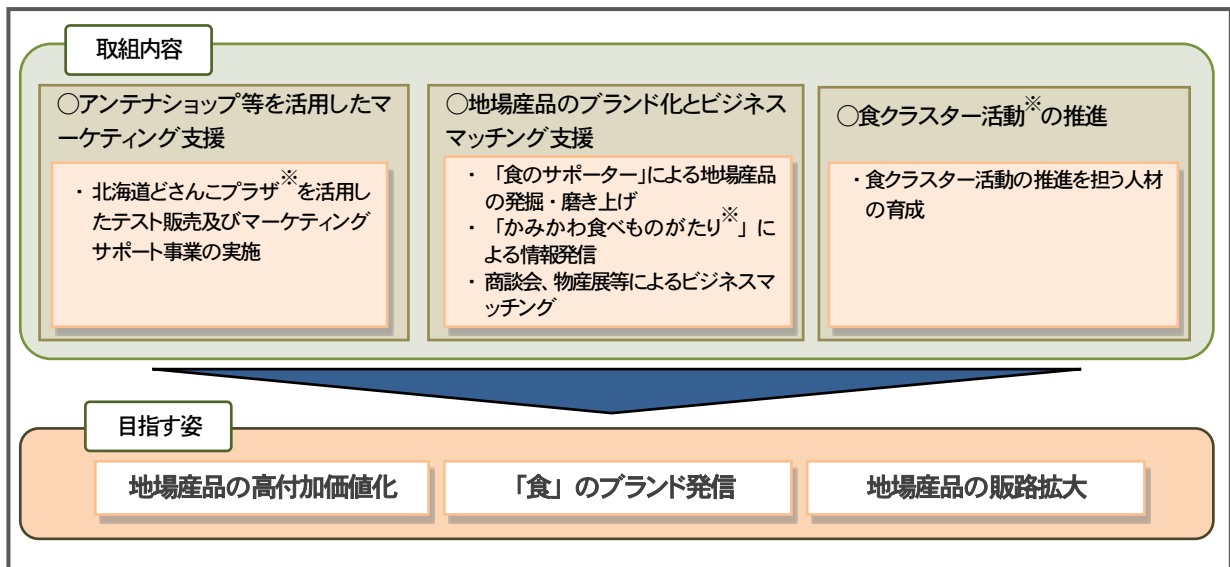 取組内容
○アンテナショップ等を活用したマ
ーケティング支援
・ 北海道どさんこプラザ※を活用し
たテスト販売及びマーケティング
サポート事業の実施
○地場産品のブランド化とビジネス
マッチング支援
・ 「食のサポーター」による地場産品
の発掘・磨き上げ
・ 「かみかわ食べものがたり※」に
よる情報発信
・ 商談会、物産展等によるビジネスマ
ッチング
○食クラスター活動※の推進
・食クラスター活動の推進を担う人材
の育成
目指す姿
地場産品の高付加価値化
「食」のブランド発信
地場産品の販路拡大